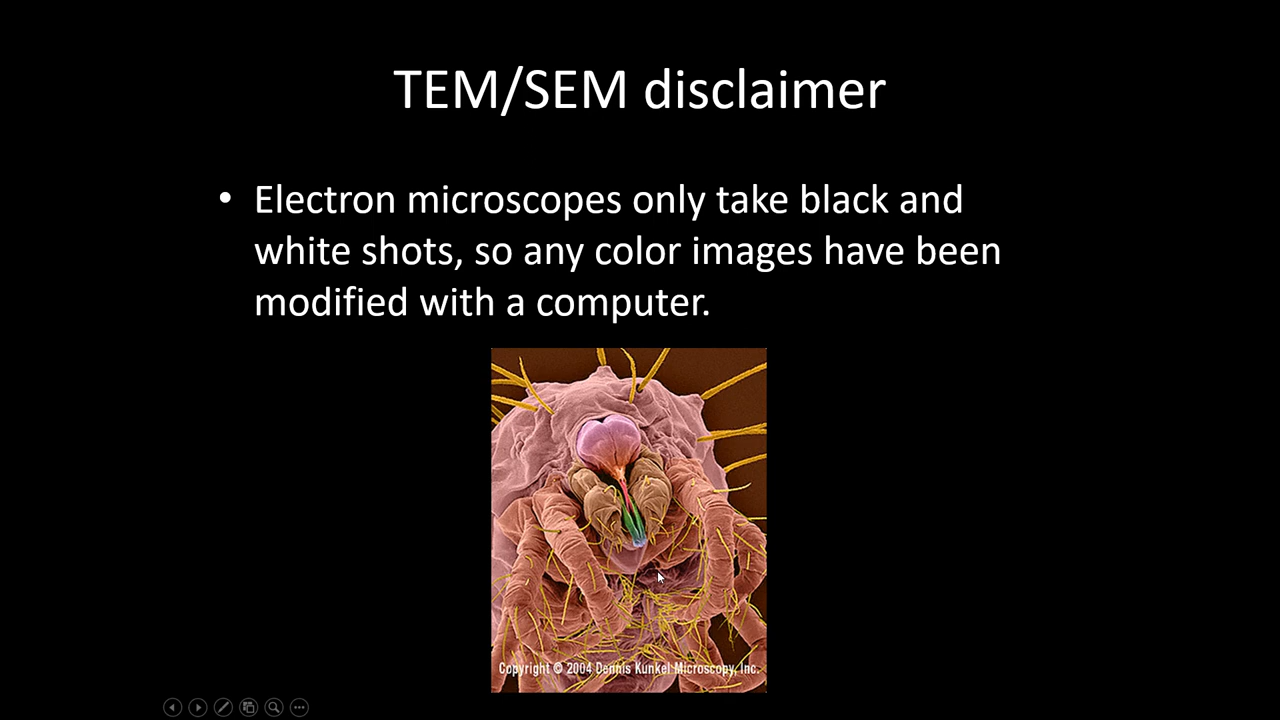 TEM/SEM disclaimer
• Electron microscopes only take black and
white shots, so any color images have been
modified with a computer.
Copyright © 2004 Dennis Kunkel Microscopy, Inc.